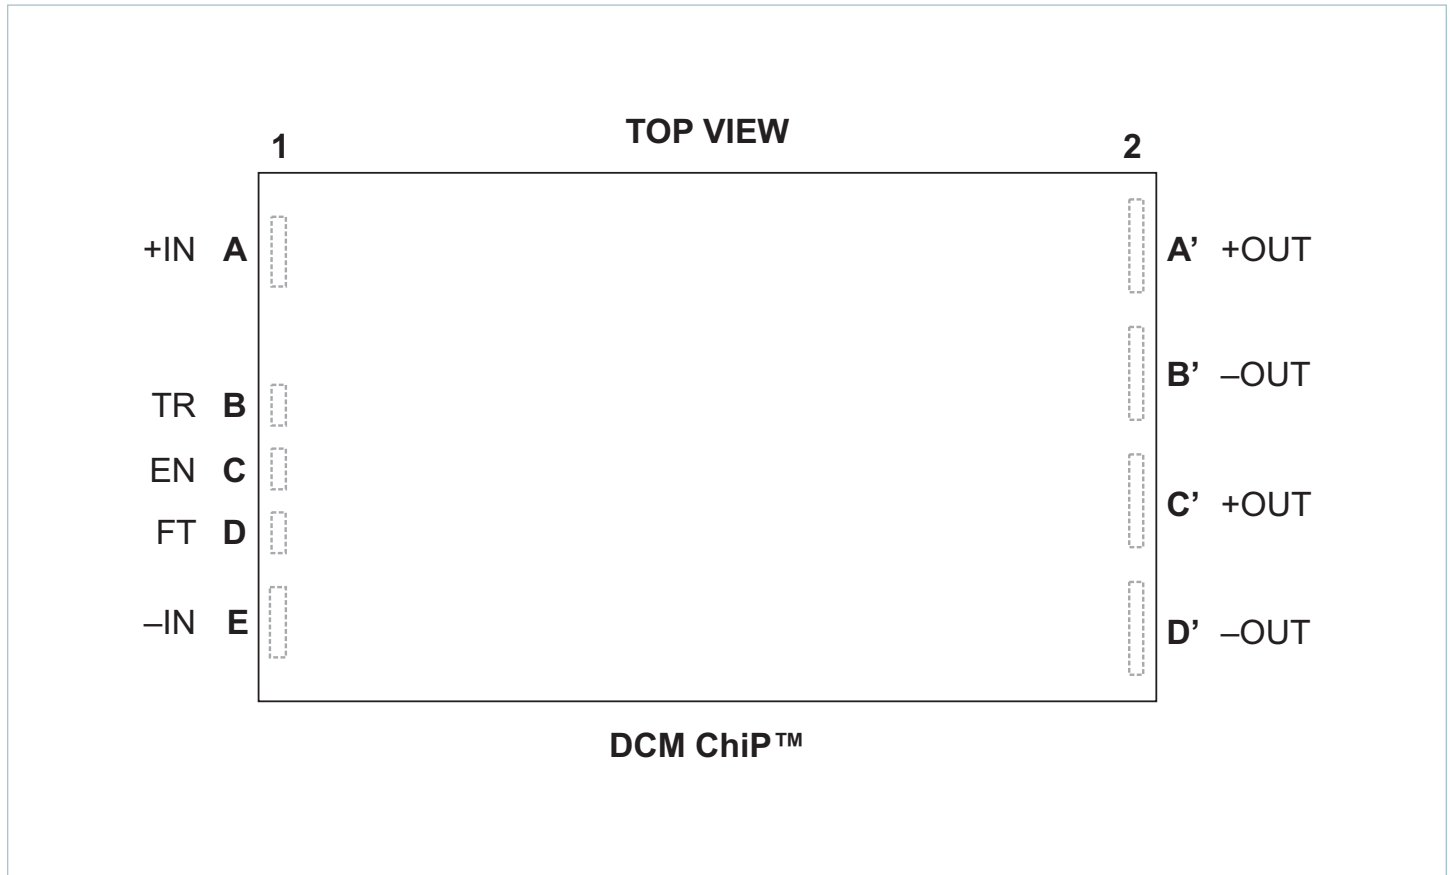 TOP VIEW
1 2
+IN A A’ +OUT
B’ –OUT
TR B
EN C
C’ +OUT
FT D
–IN E
D’ –OUT
DCM ChiP™